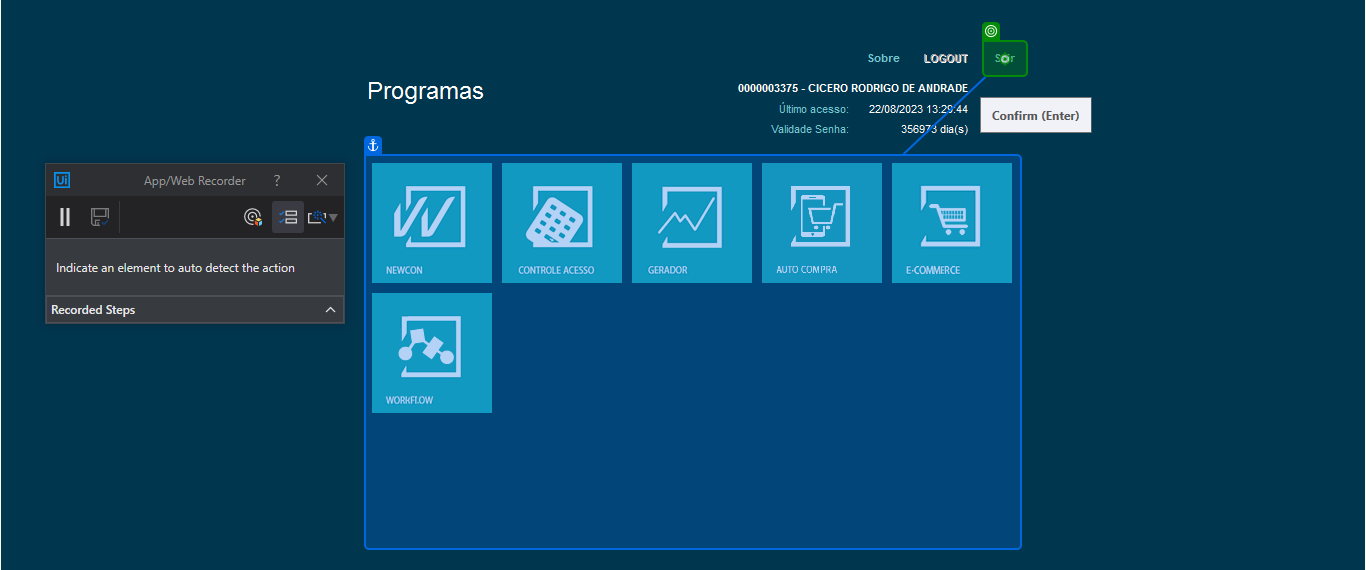 Sobre LOGOUT Sair
Programas
0000003375 - CICERO RODRIGO DE ANDRADE
Último acesso: 22/08/2023 13:29:44
Confirm (Enter)
Validade Senha: 356973 dia(s)
Ui App/Web Recorder ? 
Indicate an element to auto detect the action
Recorded Steps
NEWCON CONTROLE ACESSO GERADOR AUTO COMPRA E-COMMERCE
WORKFLOW